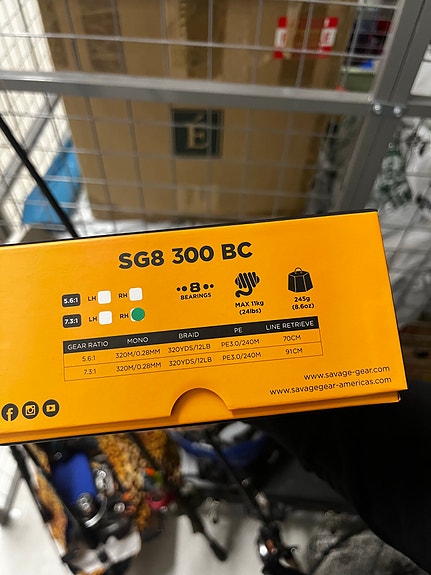 É
SG8 300 BC
5.6:1 LH RH
7.3:1 LH RH
8
BEARINGS
MAX 11kg
(24lbs)
245g
(8.6oz)
GEAR RATIO MONO BRAID PE LINE RETRIEVE
5.6:1 320M/0.28MM 320YDS/12LB PE3.0/240M 70CM
7.3:1 320M/0.28MM 320YDS/12LB PE3.0/240M 91CM
www.savage-gear.com
www.savagegear-americas.com